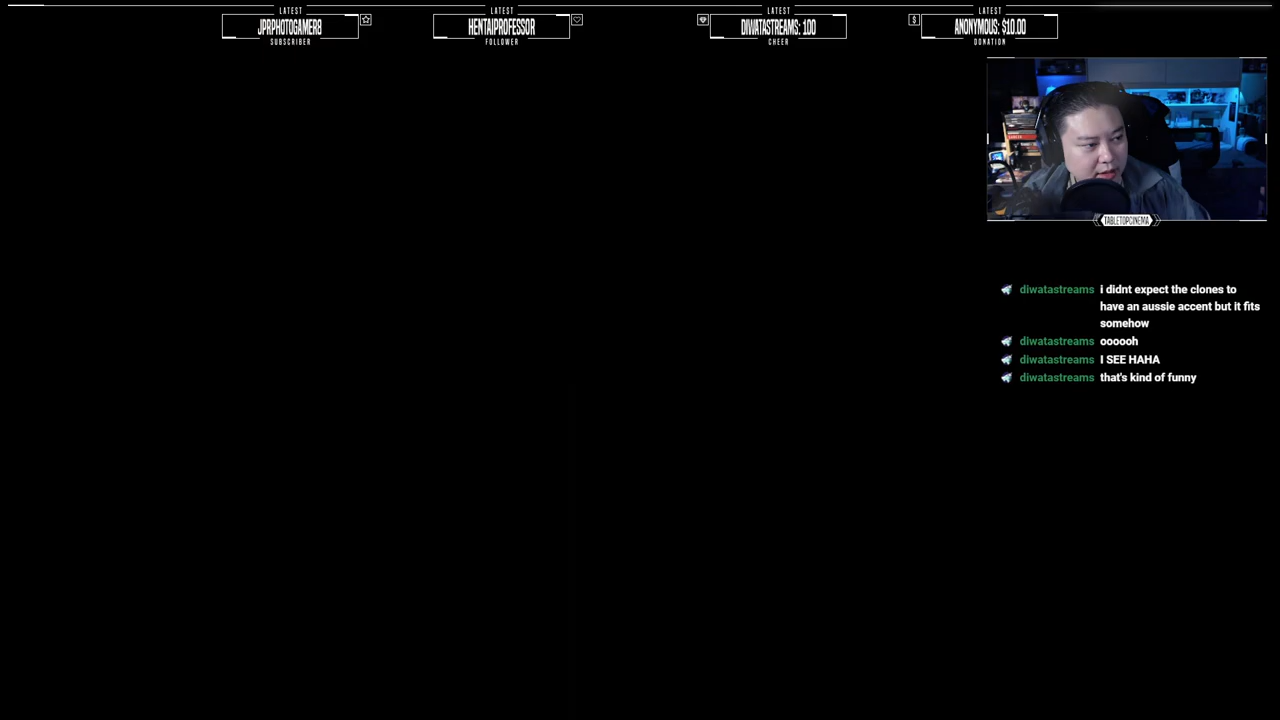 LATEST
JPRPHOTOGAMER8
SUBSCRIBER
LATEST
HENTAIPROFESSOR
FOLLOWER
LATEST
DIWATASTREAMS: 100
CHEER
LATEST
ANONYMOUS: $10.00
DONATION
TABLETOPCINEMA
diwatastreams i didnt expect the clones to
have an aussie accent but it fits
somehow
diwatastreams oooooh
diwatastreams I SEE HAHA
diwatastreams that's kind of funny